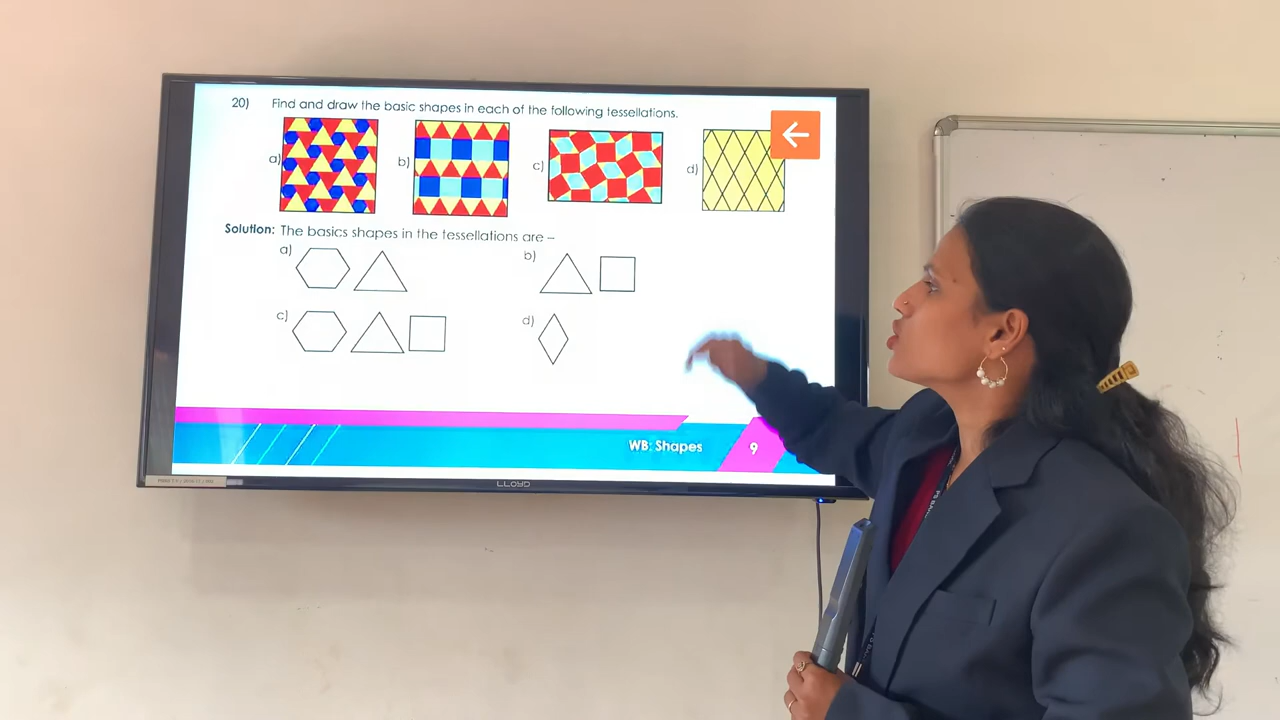 20) Find and draw the basic shapes in each of the following tessellations.
a) b) c) d)
Solution: The basics shapes in the tessellations are –
a) b)
c) d)
WB: Shapes 9
LLOYD